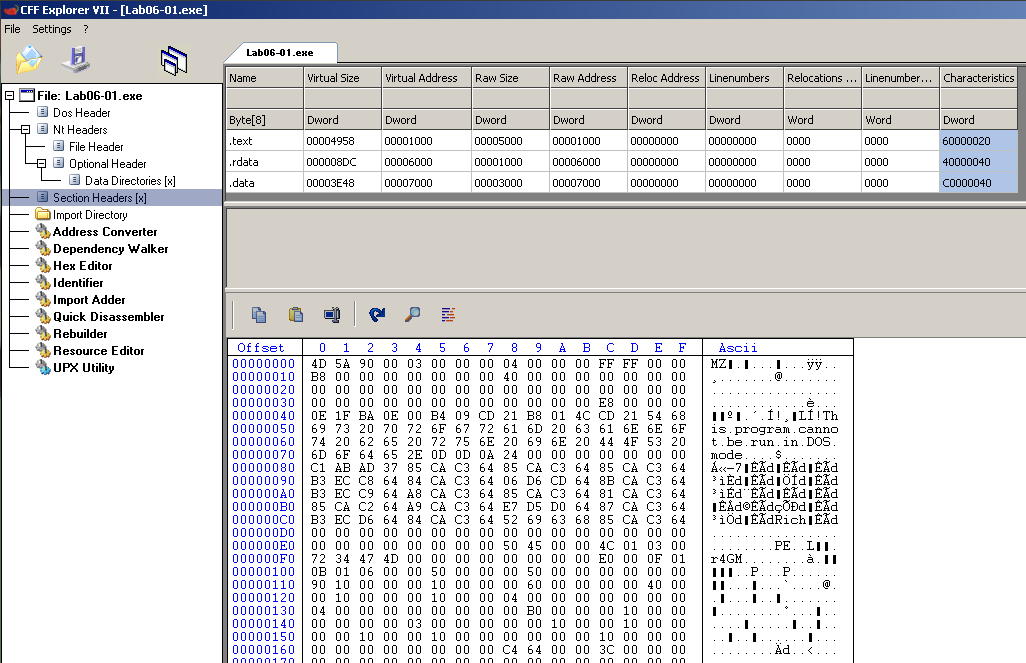 CFF Explorer VII - [Lab06-01.exe]
File Settings ?
Lab06-01.exe
File: Lab06-01.exe
Dos Header
Nt Headers
File Header
Optional Header
Data Directories [x]
Section Headers [x]
Import Directory
Address Converter
Dependency Walker
Hex Editor
Identifier
Import Adder
Quick Disassembler
Rebuilder
Resource Editor
UPX Utility
Name Virtual Size Virtual Address Raw Size Raw Address Reloc Address Linenumbers Relocations ... Linenumber... Characteristics
Byte[8] Dword Dword Dword Dword Dword Dword Word Word Dword
.text 00004958 00001000 00005000 00001000 00000000 00000000 0000 0000 60000020
.rdata 000008DC 00006000 00001000 00006000 00000000 00000000 0000 0000 40000040
.data 00003E48 00007000 00003000 00007000 00000000 00000000 0000 0000 C0000040
Offset 0 1 2 3 4 5 6 7 8 9 A B C D E F Ascii
00000000 4D 5A 90 00 03 00 00 00 04 00 00 00 FF FF 00 00 MZ▮.▮...▮...ÿÿ..
00000010 B8 00 00 00 00 00 00 00 40 00 00 00 00 00 00 00 ¸.......@.......
00000020 00 00 00 00 00 00 00 00 00 00 00 00 00 00 00 00 ................
00000030 00 00 00 00 00 00 00 00 00 00 00 00 E8 00 00 00 ............è...
00000040 0E 1F BA 0E 00 B4 09 CD 21 B8 01 4C CD 21 54 68 ▮▮º▮.´.Í!¸▮LÍ!Th
00000050 69 73 20 70 72 6F 67 72 61 6D 20 63 61 6E 6E 6F is.program.canno
00000060 74 20 62 65 20 72 75 6E 20 69 6E 20 44 4F 53 20 t.be.run.in.DOS.
00000070 6D 6F 64 65 2E 0D 0D 0A 24 00 00 00 00 00 00 00 mode....$.......
00000080 C1 AB AD 37 85 CA C3 64 85 CA C3 64 85 CA C3 64 Á«-7▮ÊÃd▮ÊÃd▮ÊÃd
00000090 B3 EC C8 64 84 CA C3 64 06 D6 CD 64 8B CA C3 64 ³ìÈd▮ÊÃd▮ÖÍd▮ÊÃd
000000A0 B3 EC C9 64 A8 CA C3 64 85 CA C3 64 81 CA C3 64 ³ìÉd¨ÊÃd▮ÊÃd▮ÊÃd
000000B0 85 CA C2 64 A9 CA C3 64 E7 D5 D0 64 87 CA C3 64 ▮ÊÂd©ÊÃdçÕÐd▮ÊÃd
000000C0 B3 EC D6 64 84 CA C3 64 52 69 63 68 85 CA C3 64 ³ìÖd▮ÊÃdRich▮ÊÃd
000000D0 00 00 00 00 00 00 00 00 00 00 00 00 00 00 00 00 ................
000000E0 00 00 00 00 00 00 00 00 50 45 00 00 4C 01 03 00 ........PE..L▮▮.
000000F0 72 34 47 4D 00 00 00 00 00 00 00 00 E0 00 0F 01 r4GM........à.▮▮
00000100 0B 01 06 00 00 50 00 00 00 50 00 00 00 00 00 00 ▮▮▮..P...P......
00000110 90 10 00 00 00 10 00 00 00 60 00 00 00 00 40 00 ▮▮...▮...`....@.
00000120 00 10 00 00 00 10 00 00 04 00 00 00 00 00 00 00 .▮...▮..▮.......
00000130 04 00 00 00 00 00 00 00 00 B0 00 00 00 10 00 00 ▮........°...▮..
00000140 00 00 00 00 03 00 00 00 00 00 10 00 00 10 00 00 ....▮.....▮..▮..
00000150 00 00 10 00 00 10 00 00 00 00 00 00 10 00 00 00 ..▮..▮......▮...
00000160 00 00 00 00 00 00 00 00 C4 64 00 00 3C 00 00 00 ........Äd..<...
00000170 00 00 00 00 00 00 00 00 00 00 00 00 00 00 00 00